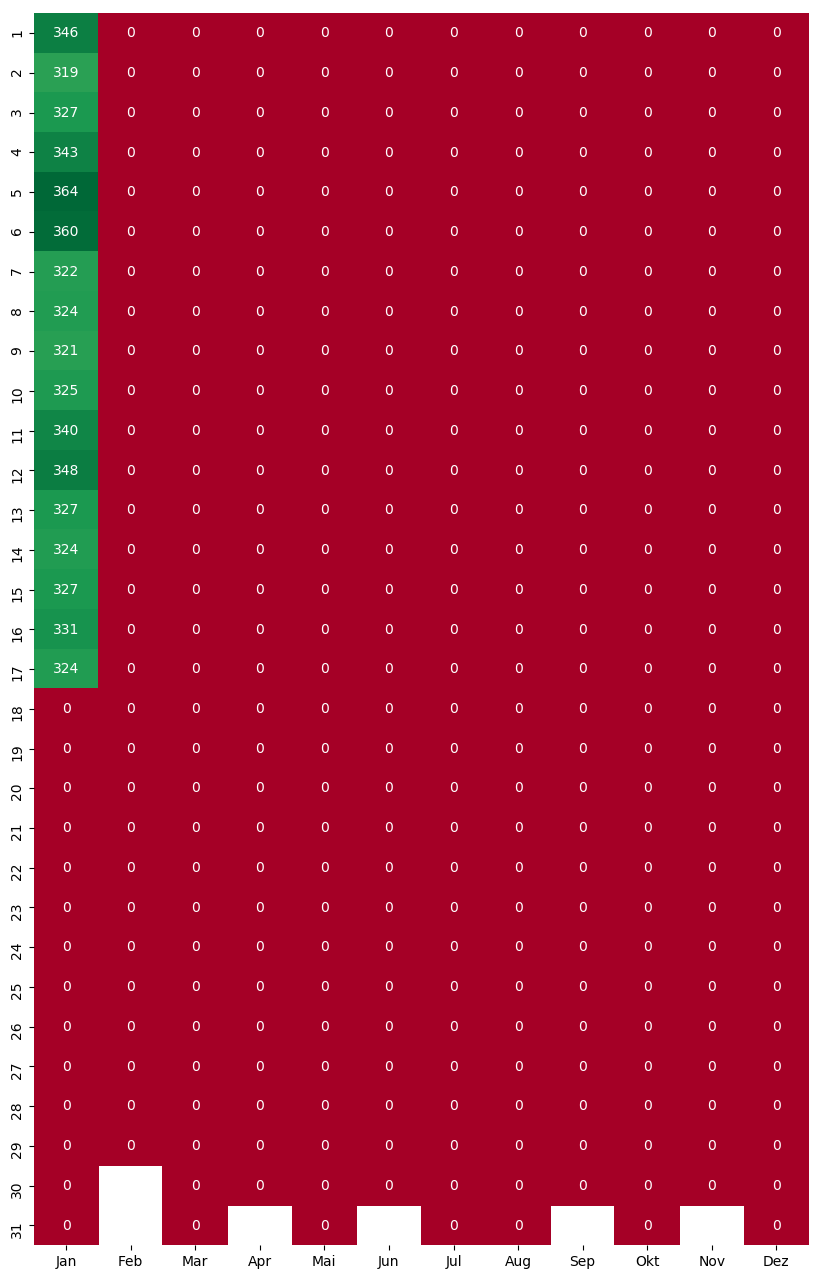 1 346 0 0 0 0 0 0 0 0 0 0 0
2 319 0 0 0 0 0 0 0 0 0 0 0
3 327 0 0 0 0 0 0 0 0 0 0 0
4 343 0 0 0 0 0 0 0 0 0 0 0
5 364 0 0 0 0 0 0 0 0 0 0 0
6 360 0 0 0 0 0 0 0 0 0 0 0
7 322 0 0 0 0 0 0 0 0 0 0 0
8 324 0 0 0 0 0 0 0 0 0 0 0
9 321 0 0 0 0 0 0 0 0 0 0 0
10 325 0 0 0 0 0 0 0 0 0 0 0
11 340 0 0 0 0 0 0 0 0 0 0 0
12 348 0 0 0 0 0 0 0 0 0 0 0
13 327 0 0 0 0 0 0 0 0 0 0 0
14 324 0 0 0 0 0 0 0 0 0 0 0
15 327 0 0 0 0 0 0 0 0 0 0 0
16 331 0 0 0 0 0 0 0 0 0 0 0
17 324 0 0 0 0 0 0 0 0 0 0 0
18 0 0 0 0 0 0 0 0 0 0 0 0
19 0 0 0 0 0 0 0 0 0 0 0 0
20 0 0 0 0 0 0 0 0 0 0 0 0
21 0 0 0 0 0 0 0 0 0 0 0 0
22 0 0 0 0 0 0 0 0 0 0 0 0
23 0 0 0 0 0 0 0 0 0 0 0 0
24 0 0 0 0 0 0 0 0 0 0 0 0
25 0 0 0 0 0 0 0 0 0 0 0 0
26 0 0 0 0 0 0 0 0 0 0 0 0
27 0 0 0 0 0 0 0 0 0 0 0 0
28 0 0 0 0 0 0 0 0 0 0 0 0
29 0 0 0 0 0 0 0 0 0 0 0 0
30 0 0 0 0 0 0 0 0 0 0 0
31 0 0 0 0 0 0 0
Jan Feb Mar Apr Mai Jun Jul Aug Sep Okt Nov Dez